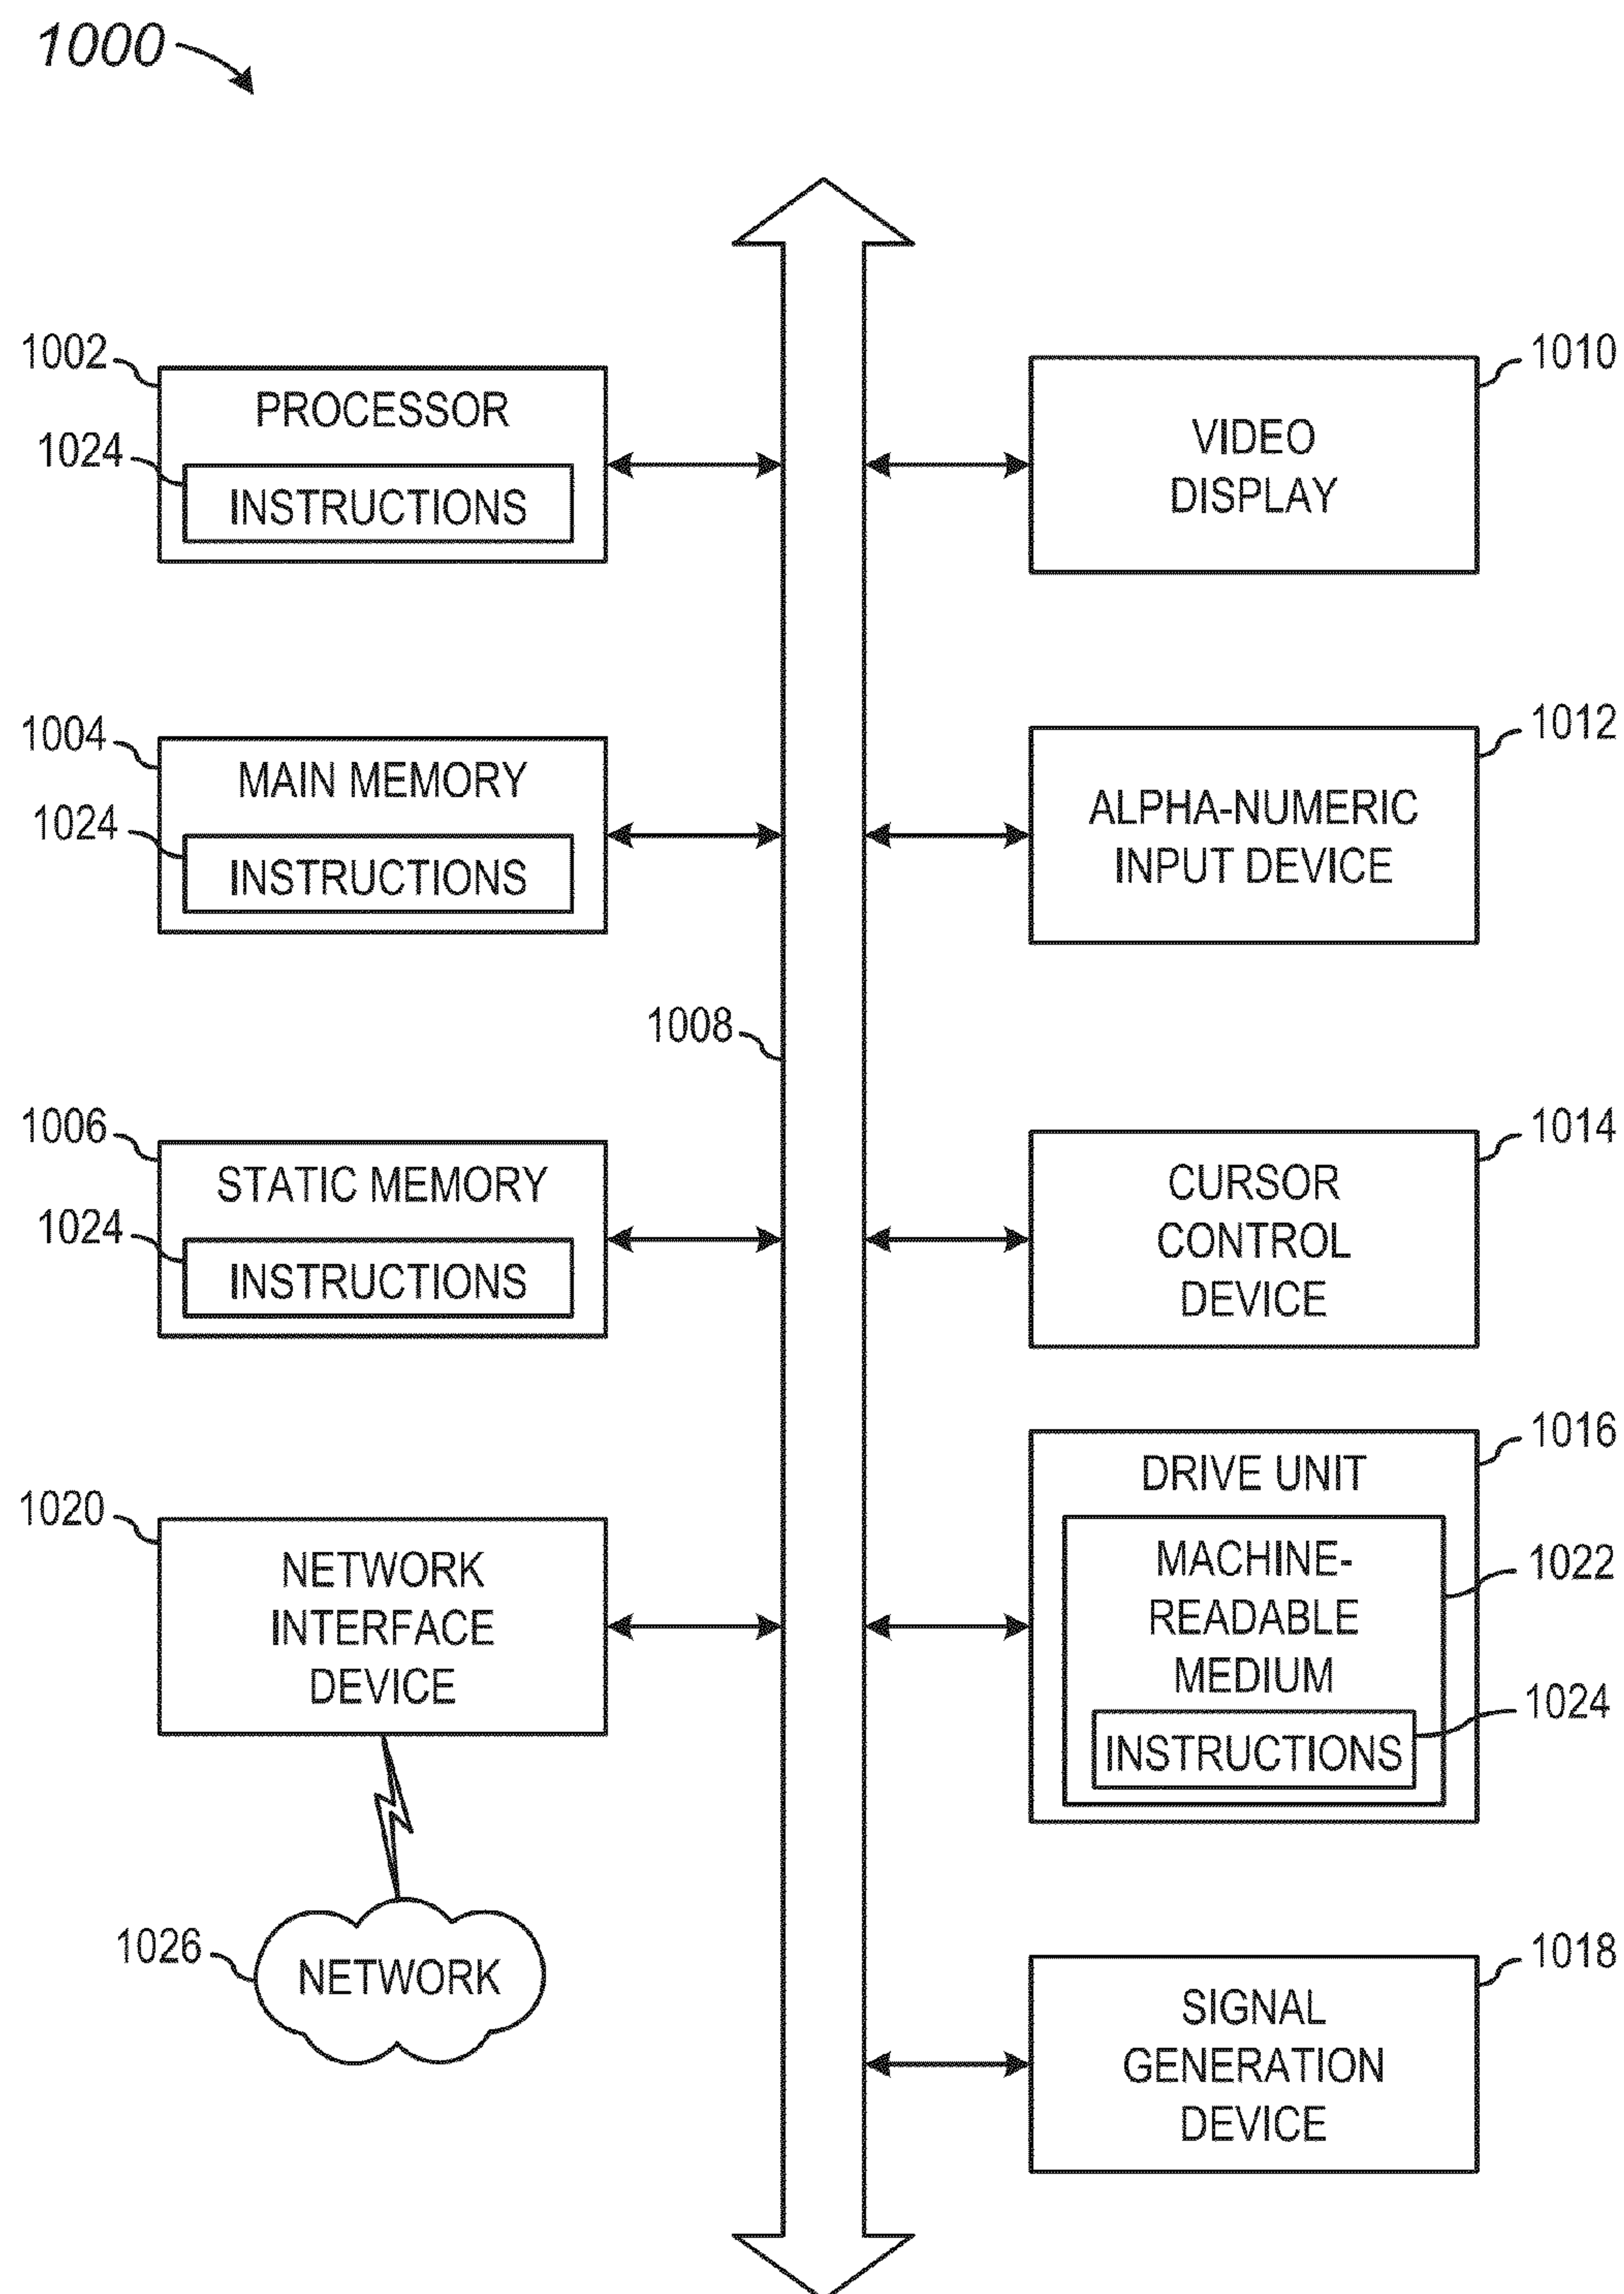 1000
1002
PROCESSOR
1024
INSTRUCTIONS
1010
VIDEO
DISPLAY
1004
MAIN MEMORY
1024
INSTRUCTIONS
1012
ALPHA-NUMERIC
INPUT DEVICE
1008
1006
STATIC MEMORY
1024
INSTRUCTIONS
1014
CURSOR
CONTROL
DEVICE
1020
NETWORK
INTERFACE
DEVICE
1016
DRIVE UNIT
MACHINE-
READABLE
MEDIUM
1022
1024
INSTRUCTIONS
1026
NETWORK
1018
SIGNAL
GENERATION
DEVICE